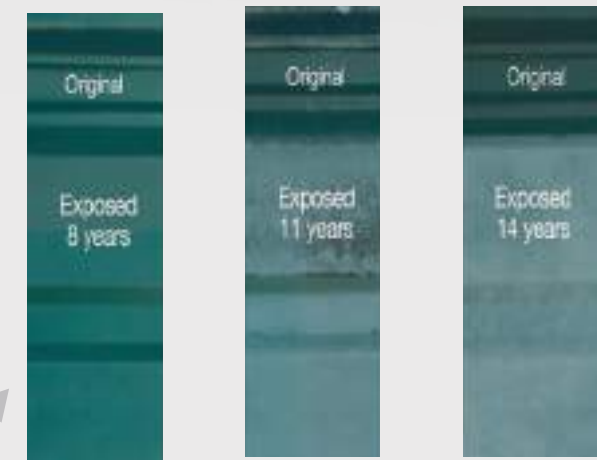 Original
Exposed
8 years
Original
Exposed
11 years
Original
Exposed
14 years